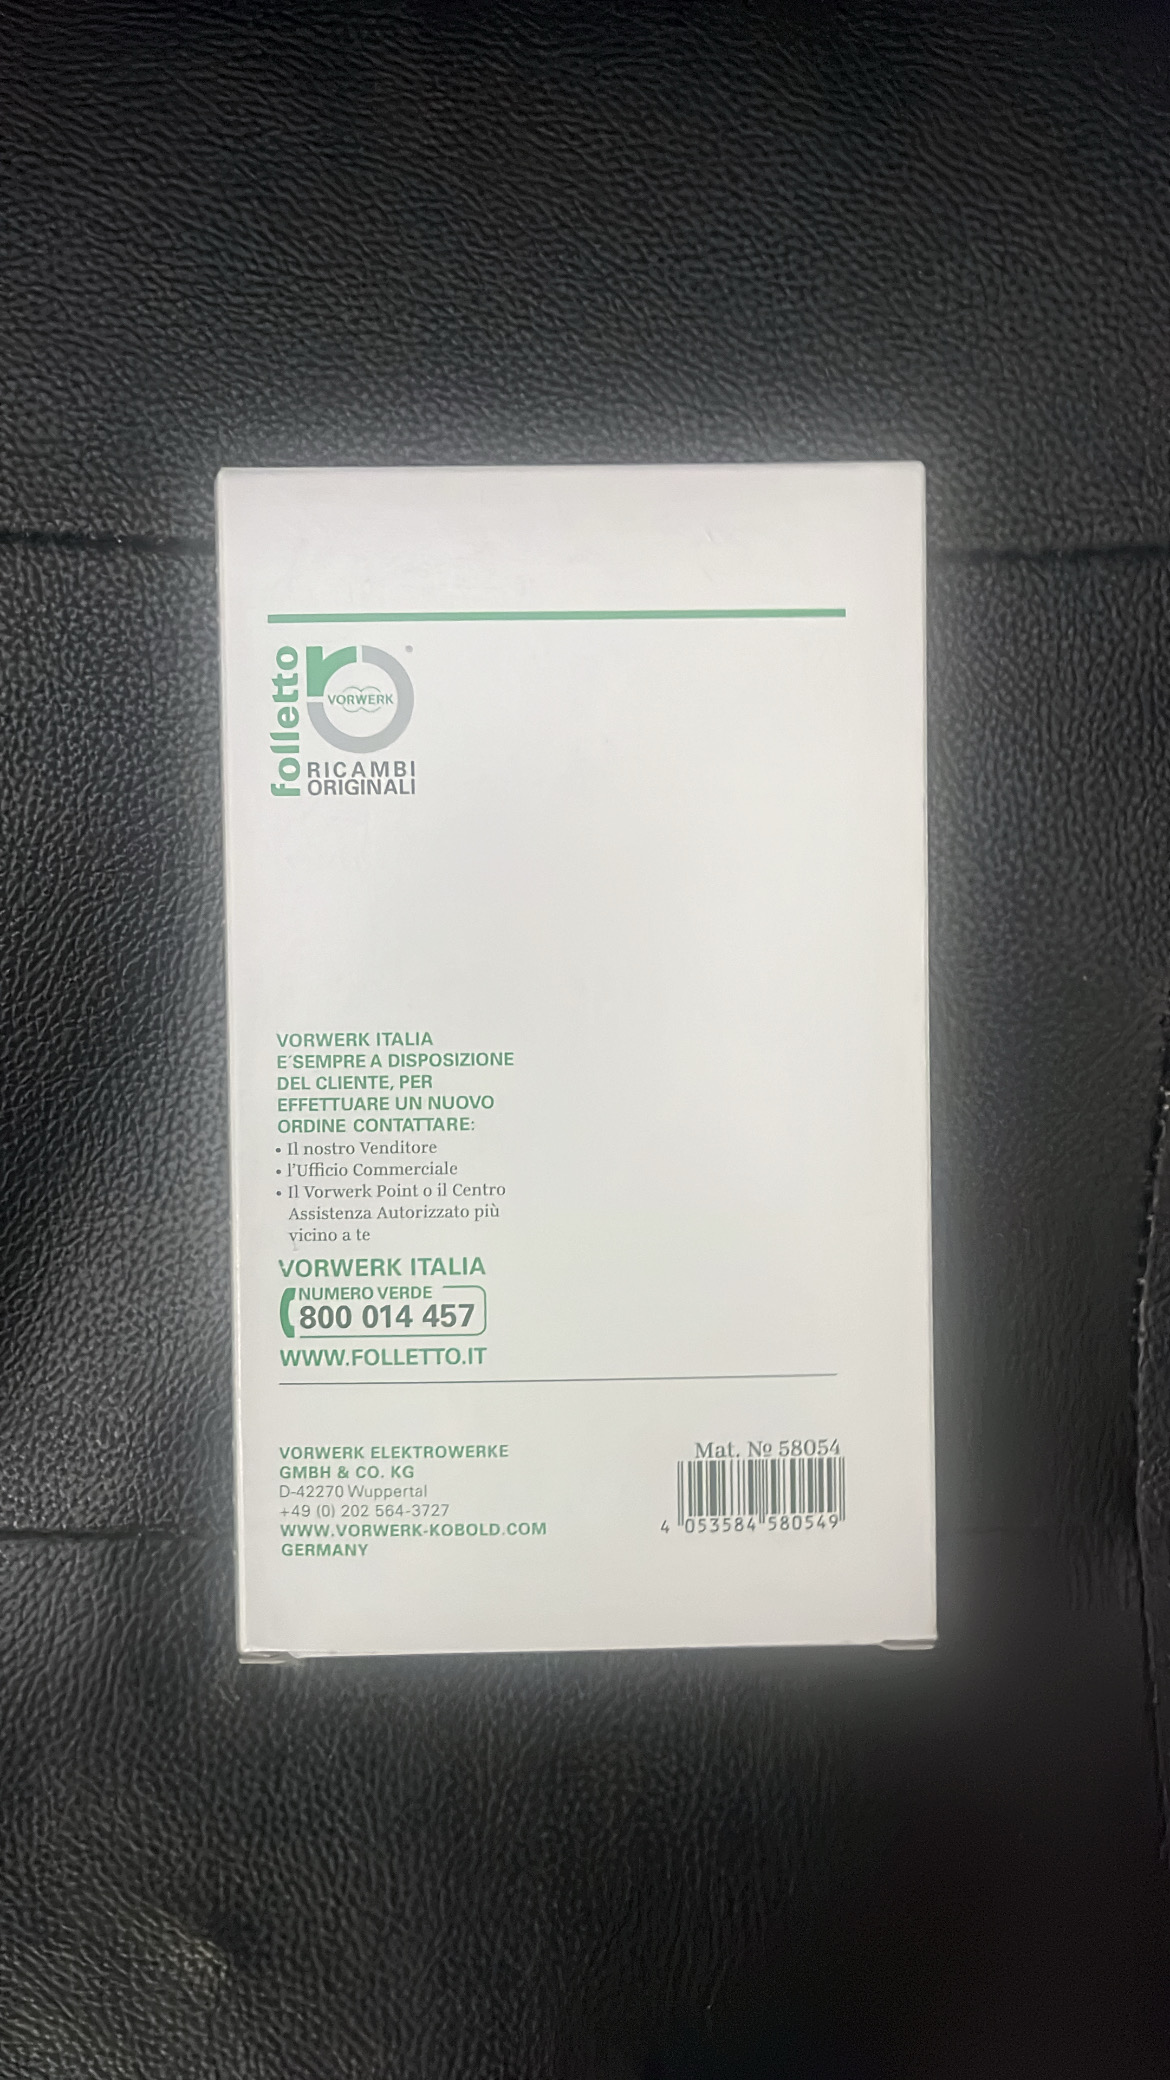 folletto
VORWERK
RICAMBI
ORIGINALI
VORWERK ITALIA
E´SEMPRE A DISPOSIZIONE
DEL CLIENTE, PER
EFFETTUARE UN NUOVO
ORDINE CONTATTARE:
• Il nostro Venditore
• l'Ufficio Commerciale
• Il Vorwerk Point o il Centro
Assistenza Autorizzato più
vicino a te
VORWERK ITALIA
NUMERO VERDE
800 014 457
WWW.FOLLETTO.IT
VORWERK ELEKTROWERKE
GMBH & CO. KG
D-42270 Wuppertal
+49 (0) 202 564-3727
WWW.VORWERK-KOBOLD.COM
GERMANY
Mat. № 58054
4 053584 580549